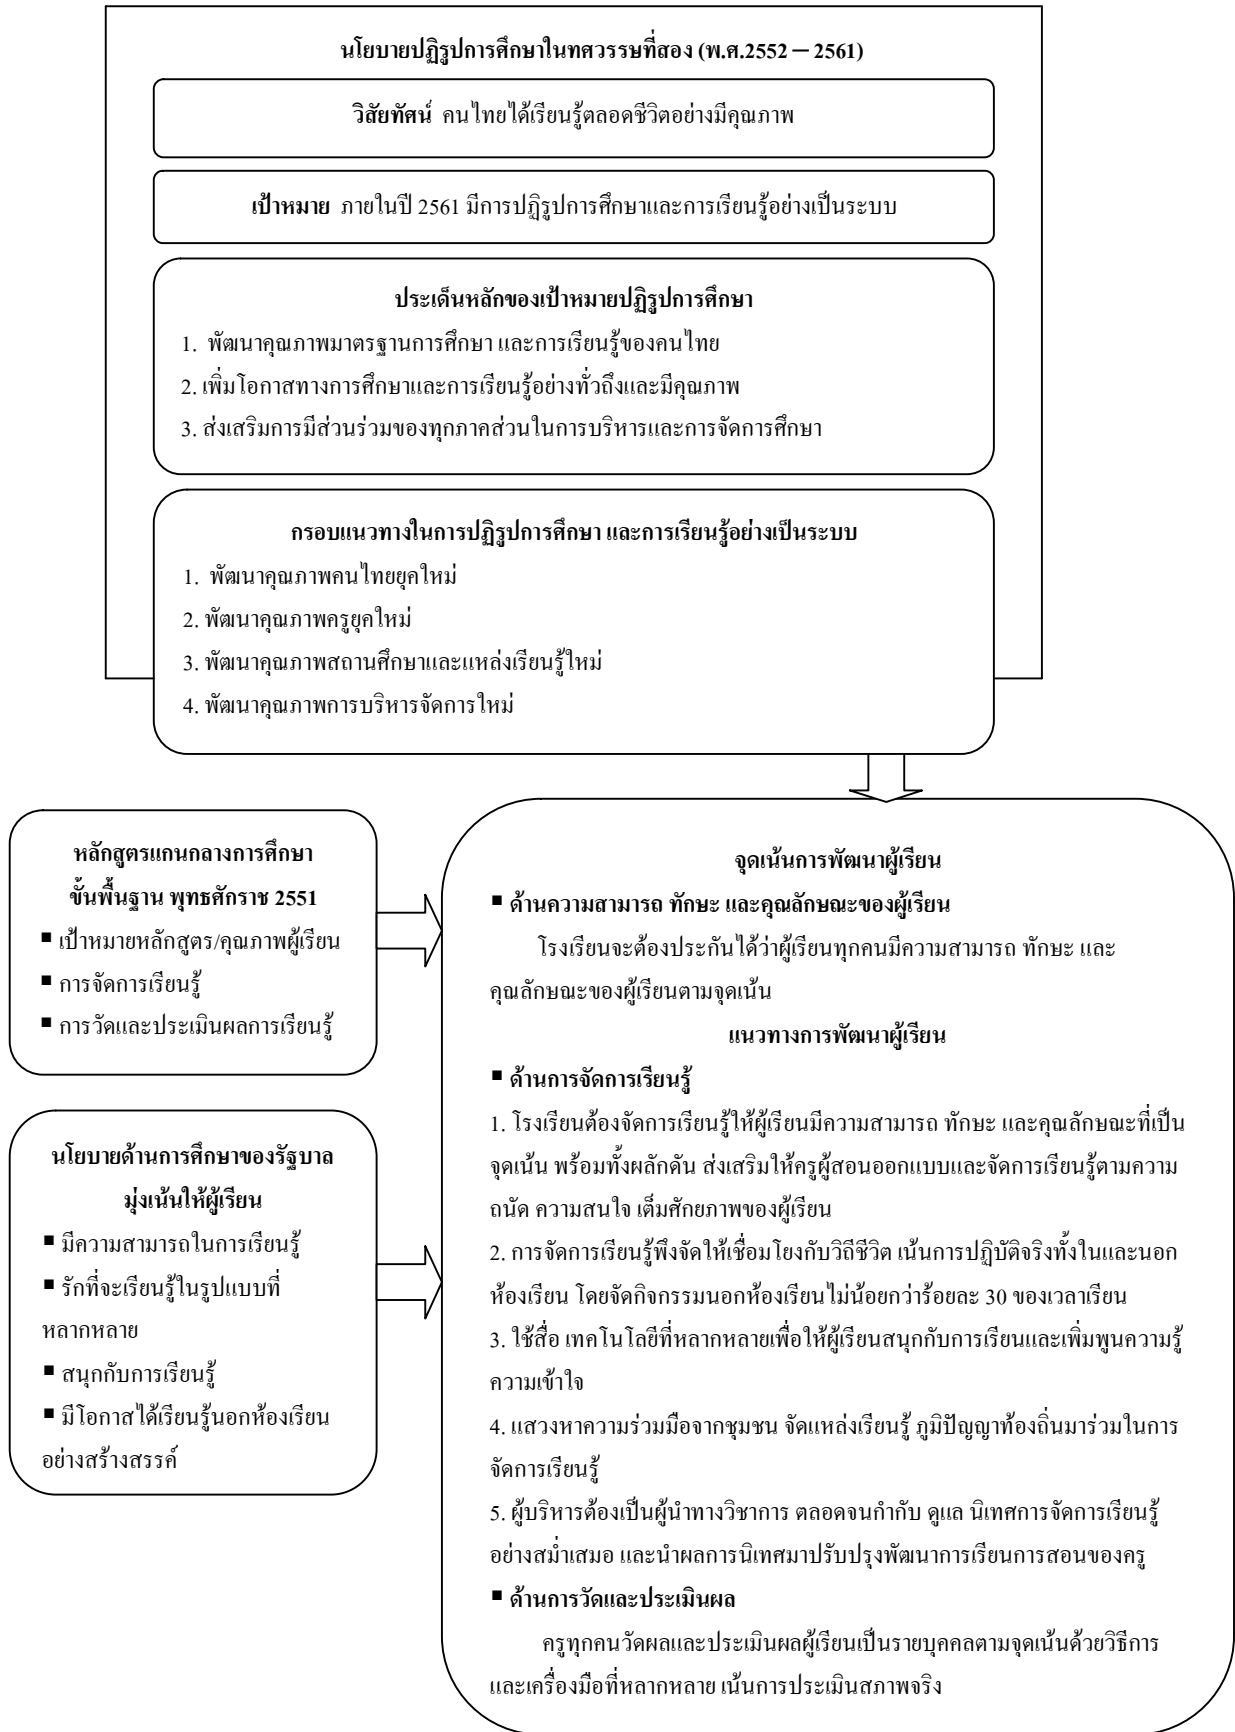 นโยบายปฏิรูปการศึกษาในทศวรรษที่สอง (พ.ศ.2552 – 2561)
วิสัยทัศน์ คนไทยได้เรียนรู้ตลอดชีวิตอย่างมีคุณภาพ
เป้าหมาย ภายในปี 2561 มีการปฏิรูปการศึกษาและการเรียนรู้อย่างเป็นระบบ
ประเด็นหลักของเป้าหมายปฏิรูปการศึกษา
1. พัฒนาคุณภาพมาตรฐานการศึกษา และการเรียนรู้ของคนไทย
2. เพิ่มโอกาสทางการศึกษาและการเรียนรู้อย่างทั่วถึงและมีคุณภาพ
3. ส่งเสริมการมีส่วนร่วมของทุกภาคส่วนในการบริหารและการจัดการศึกษา
กรอบแนวทางในการปฏิรูปการศึกษา และการเรียนรู้อย่างเป็นระบบ
1. พัฒนาคุณภาพคนไทยยุคใหม่
2. พัฒนาคุณภาพครูยุคใหม่
3. พัฒนาคุณภาพสถานศึกษาและแหล่งเรียนรู้ใหม่
4. พัฒนาคุณภาพการบริหารจัดการใหม่
หลักสูตรแกนกลางการศึกษา
ขั้นพื้นฐาน พุทธศักราช 2551
▪ เป้าหมายหลักสูตร/คุณภาพผู้เรียน
▪ การจัดการเรียนรู้
▪ การวัดและประเมินผลการเรียนรู้
นโยบายด้านการศึกษาของรัฐบาล
มุ่งเน้นให้ผู้เรียน
▪ มีความสามารถในการเรียนรู้
▪ รักที่จะเรียนรู้ในรูปแบบที่
หลากหลาย
▪ สนุกกับการเรียนรู้
▪ มีโอกาสได้เรียนรู้นอกห้องเรียน
อย่างสร้างสรรค์
จุดเน้นการพัฒนาผู้เรียน
▪ ด้านความสามารถ ทักษะ และคุณลักษณะของผู้เรียน
โรงเรียนจะต้องประกันได้ว่าผู้เรียนทุกคนมีความสามารถ ทักษะ และ
คุณลักษณะของผู้เรียนตามจุดเน้น
แนวทางการพัฒนาผู้เรียน
▪ ด้านการจัดการเรียนรู้
1. โรงเรียนต้องจัดการเรียนรู้ให้ผู้เรียนมีความสามารถ ทักษะ และคุณลักษณะที่เป็น
จุดเน้น พร้อมทั้งผลักดัน ส่งเสริมให้ครูผู้สอนออกแบบและจัดการเรียนรู้ตามความ
ถนัด ความสนใจ เต็มศักยภาพของผู้เรียน
2. การจัดการเรียนรู้พึงจัดให้เชื่อมโยงกับวิถีชีวิต เน้นการปฏิบัติจริงทั้งในและนอก
ห้องเรียน โดยจัดกิจกรรมนอกห้องเรียนไม่น้อยกว่าร้อยละ 30 ของเวลาเรียน
3. ใช้สื่อ เทคโนโลยีที่หลากหลายเพื่อให้ผู้เรียนสนุกกับการเรียนและเพิ่มพูนความรู้
ความเข้าใจ
4. แสวงหาความร่วมมือจากชุมชน จัดแหล่งเรียนรู้ ภูมิปัญญาท้องถิ่นมาร่วมในการ
จัดการเรียนรู้
5. ผู้บริหารต้องเป็นผู้นำทางวิชาการ ตลอดจนกำกับ ดูแล นิเทศการจัดการเรียนรู้
อย่างสม่ำเสมอ และนำผลการนิเทศมาปรับปรุงพัฒนาการเรียนการสอนของครู
▪ ด้านการวัดและประเมินผล
ครูทุกคนวัดผลและประเมินผลผู้เรียนเป็นรายบุคคลตามจุดเน้นด้วยวิธีการ
และเครื่องมือที่หลากหลาย เน้นการประเมินสภาพจริง